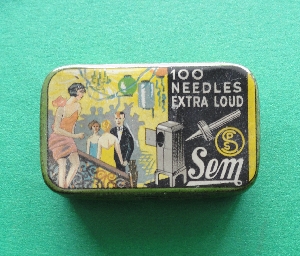 100
NEEDLES
EXTRA LOUD
Sem